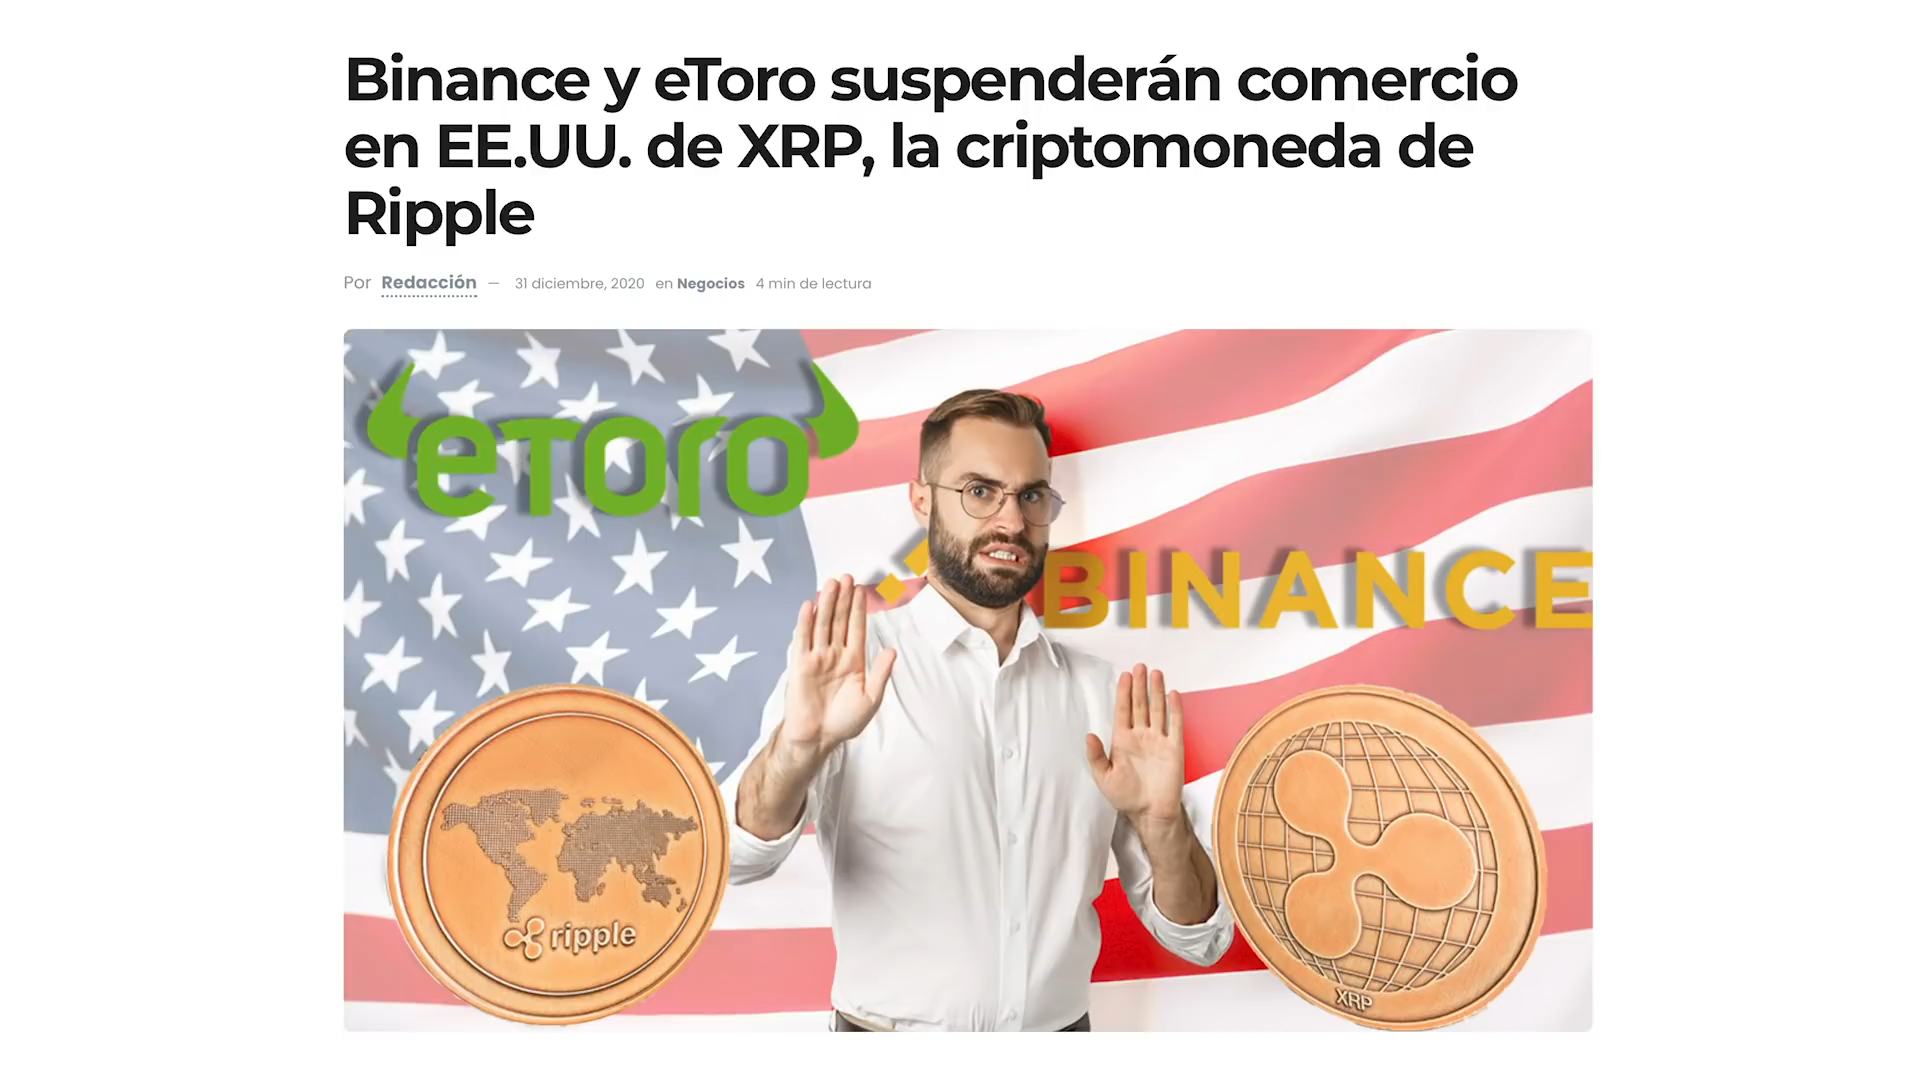 Binance y eToro suspenderán comercio
en EE.UU. de XRP, la criptomoneda de
Ripple
Por Redacción — 31 diciembre, 2020 en Negocios 4 min de lectura
eToro
BINANCE
ripple
XRP